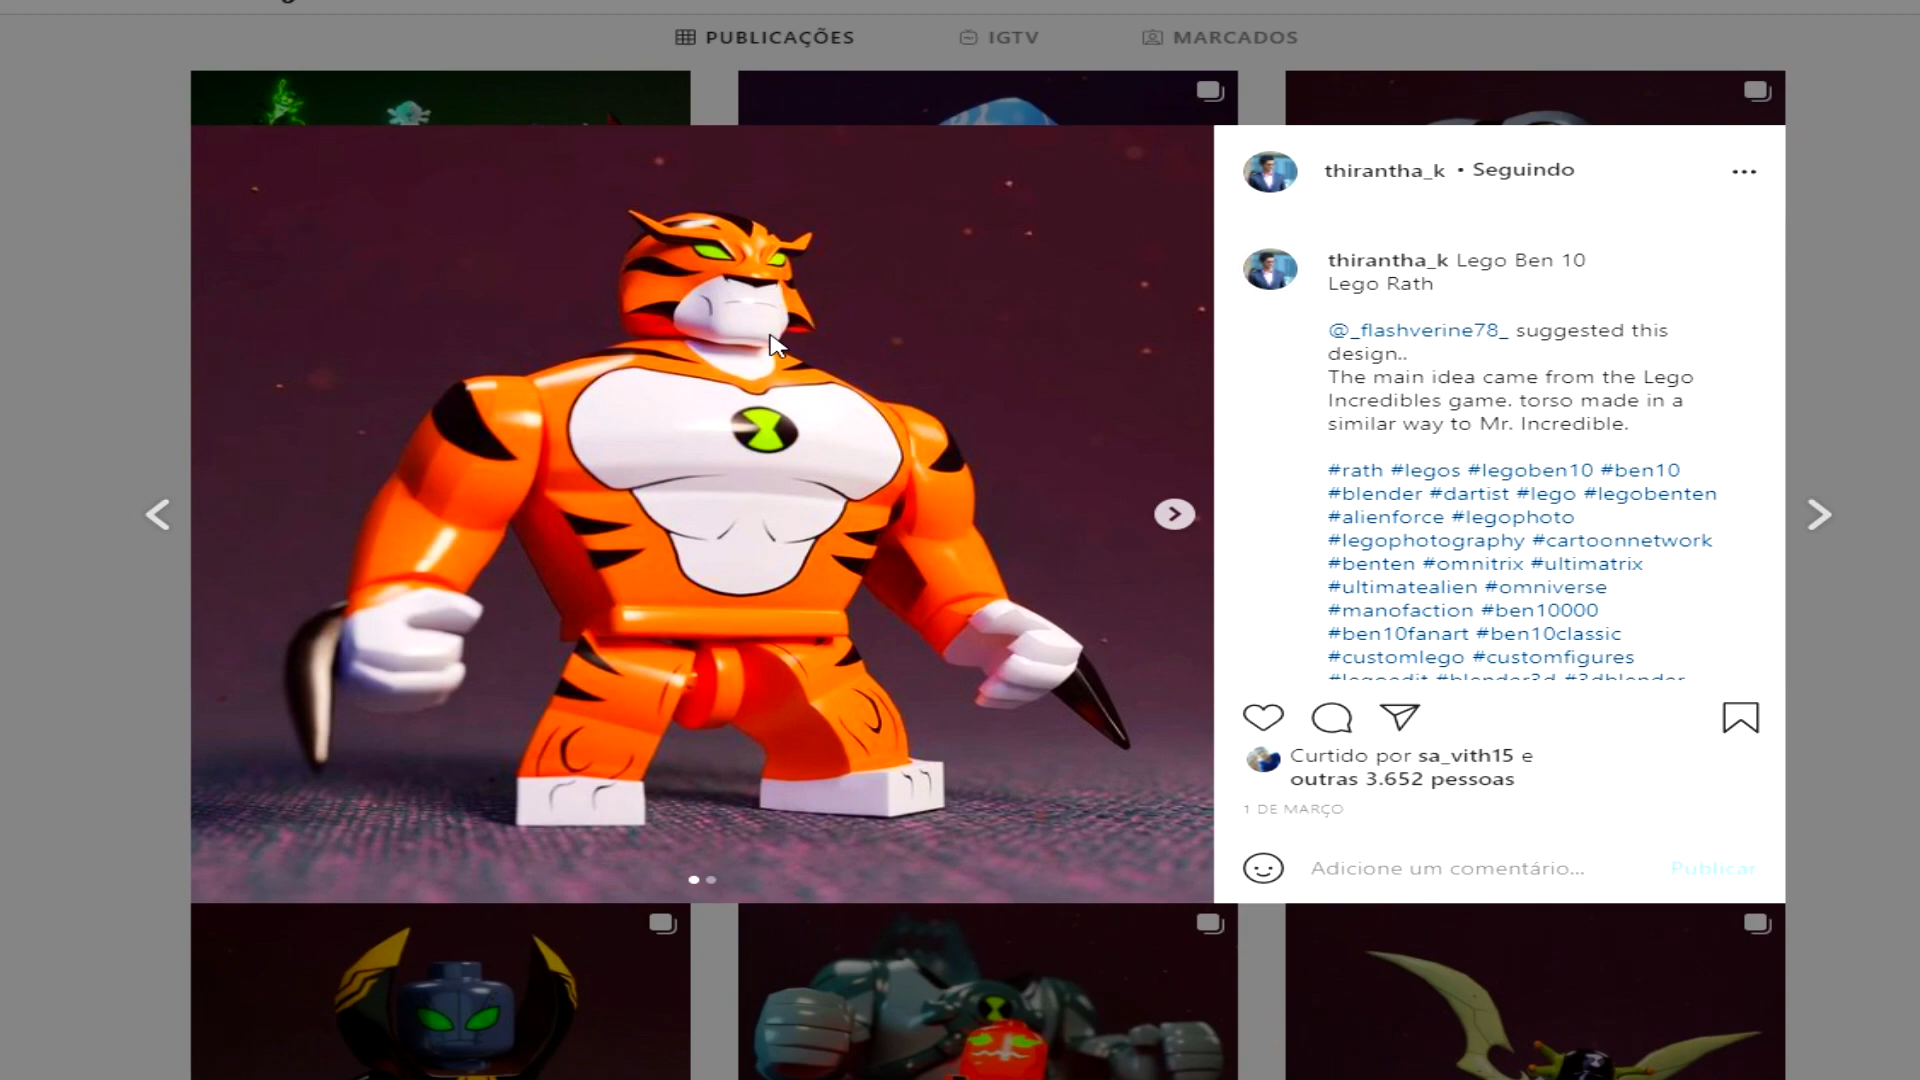 PUBLICAÇÕES
IGTV
MARCADOS
thirantha_k • Seguindo
thirantha_k Lego Ben 10
Lego Rath
@_flashverine78_ suggested this
design..
The main idea came from the Lego
Incredibles game. torso made in a
similar way to Mr. Incredible.
#rath #legos #legoben10 #ben10
#blender #dartist #lego #legobenten
#alienforce #legophoto
#legophotography #cartoonnetwork
#benten #omnitrix #ultimatrix
#ultimatealien #omniverse
#manofaction #ben10000
#ben10fanart #ben10classic
#customlego #customfigures
#legoedit #blender3d #3dblender
Curtido por sa_vith15 e
outras 3.652 pessoas
1 DE MARÇO
Adicione um comentário...
Publicar